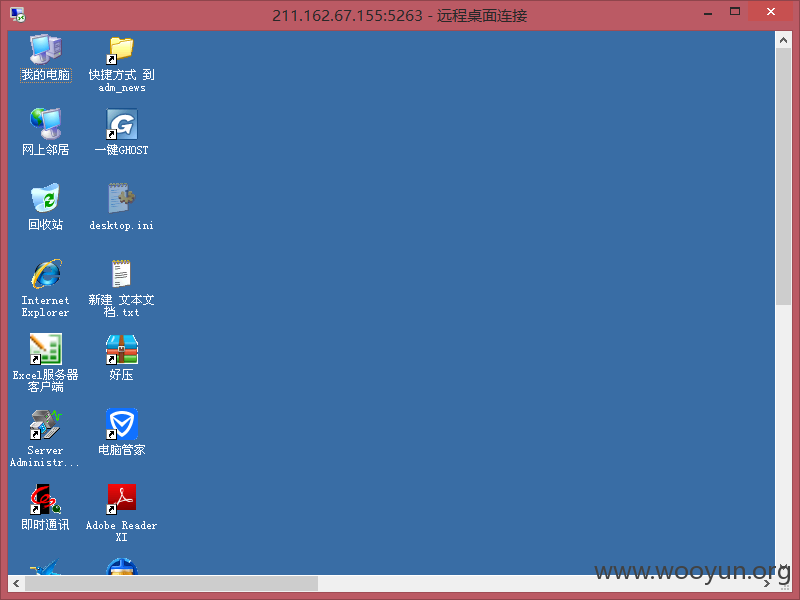 211.162.67.155:5263 - 远程桌面连接
我的电脑
快捷方式 到
adm_news
网上邻居
一键GHOST
回收站
desktop.ini
Internet
Explorer
新建 文本文
档.txt
Excel服务器
客户端
好压
Server
Administr...
电脑管家
即时通讯
Adobe Reader
XI
www.wooyun.org